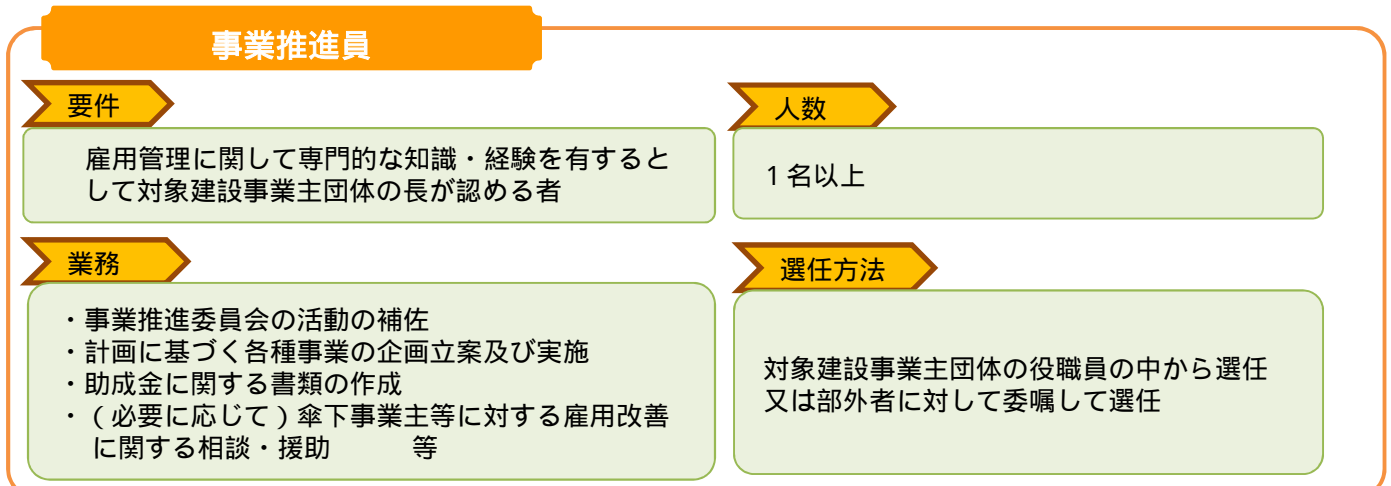 事業推進員
要件
雇用管理に関して専門的な知識・経験を有すると
して対象建設事業主団体の長が認める者
人数
１名以上
業務
・事業推進委員会の活動の補佐
・計画に基づく各種事業の企画立案及び実施
・助成金に関する書類の作成
・（必要に応じて）傘下事業主等に対する雇用改善
に関する相談・援助　　　等
選任方法
対象建設事業主団体の役職員の中から選任
又は部外者に対して委嘱して選任